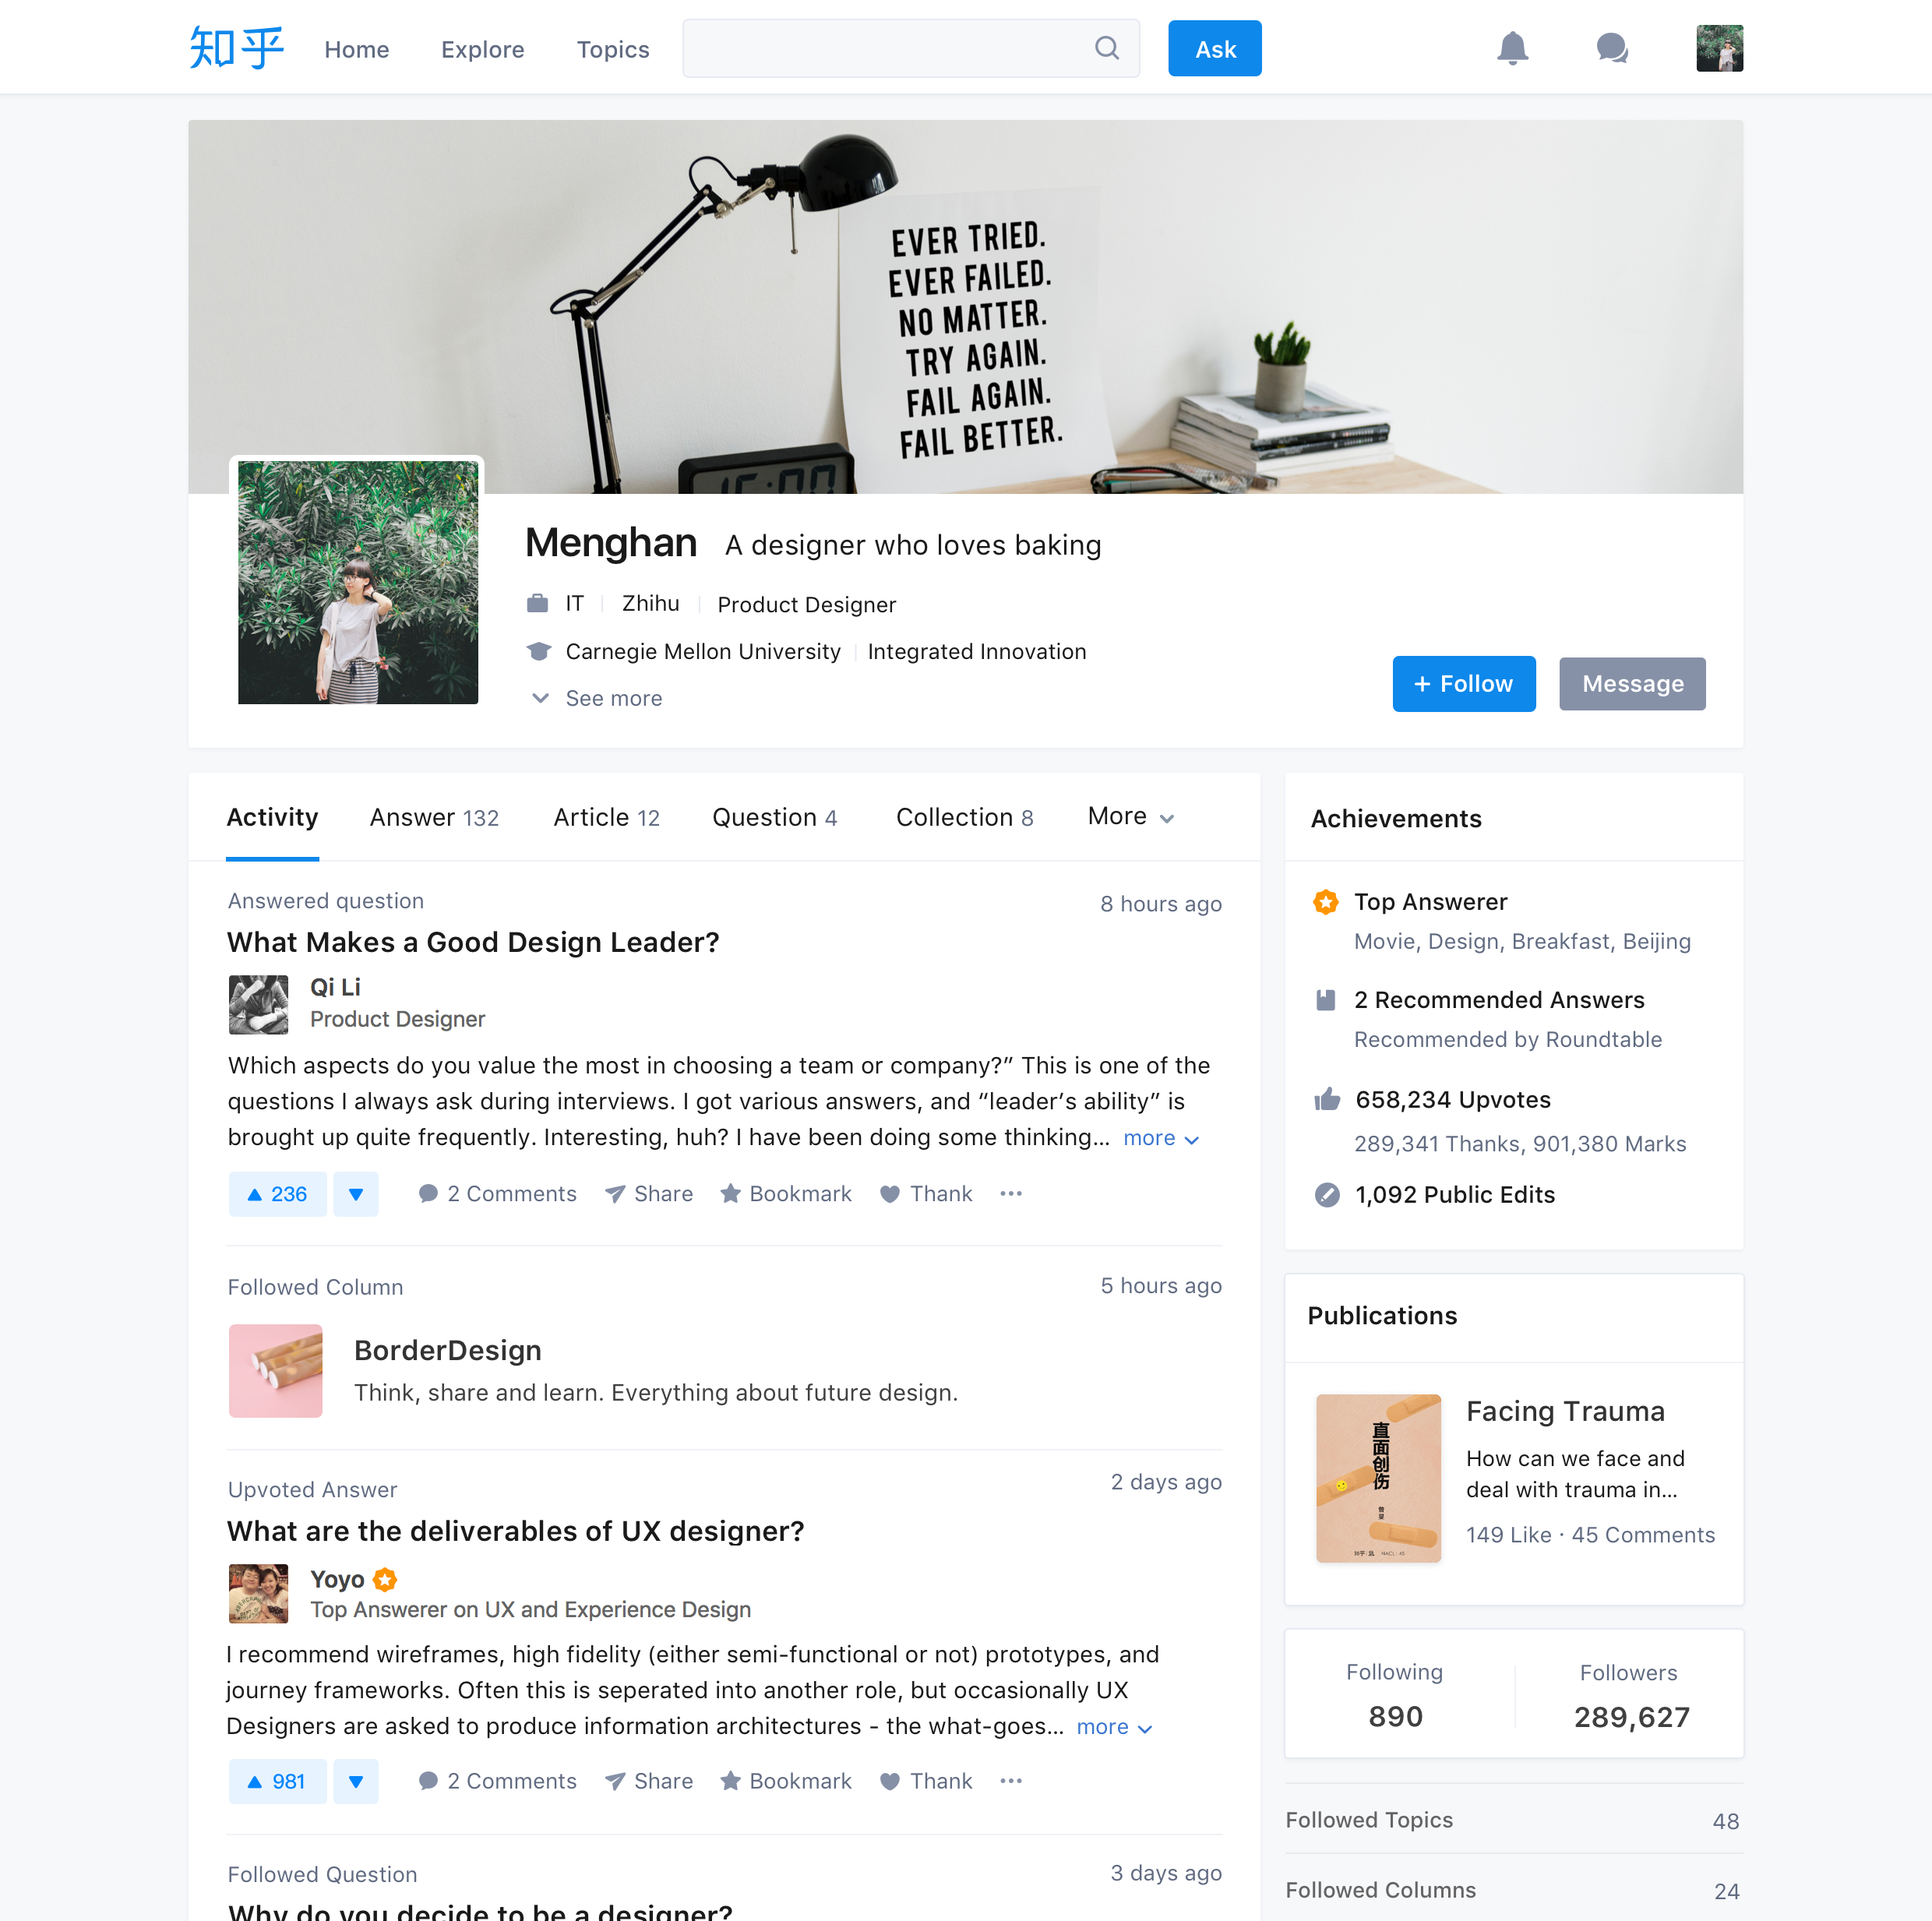 知乎
Home
Explore
Topics
Ask
EVER TRIED.
EVER FAILED.
NO MATTER.
TRY AGAIN.
FAIL AGAIN.
FAIL BETTER.
15:00
Menghan
A designer who loves baking
IT
Zhihu
Product Designer
Carnegie Mellon University
Integrated Innovation
See more
+ Follow
Message
Activity
Answer 132
Article 12
Question 4
Collection 8
More
Answered question
8 hours ago
What Makes a Good Design Leader?
Qi Li
Product Designer
Which aspects do you value the most in choosing a team or company?” This is one of the
questions I always ask during interviews. I got various answers, and “leader’s ability” is
brought up quite frequently. Interesting, huh? I have been doing some thinking... more
236
2 Comments
Share
Bookmark
Thank
Followed Column
5 hours ago
BorderDesign
Think, share and learn. Everything about future design.
Upvoted Answer
2 days ago
What are the deliverables of UX designer?
Yoyo
Top Answerer on UX and Experience Design
I recommend wireframes, high fidelity (either semi-functional or not) prototypes, and
journey frameworks. Often this is seperated into another role, but occasionally UX
Designers are asked to produce information architectures - the what-goes... more
981
2 Comments
Share
Bookmark
Thank
Followed Question
3 days ago
Why do you decide to be a designer?
Achievements
Top Answerer
Movie, Design, Breakfast, Beijing
2 Recommended Answers
Recommended by Roundtable
658,234 Upvotes
289,341 Thanks, 901,380 Marks
1,092 Public Edits
Publications
直面创伤
知乎
Facing Trauma
How can we face and
deal with trauma in...
149 Like · 45 Comments
Following
890
Followers
289,627
Followed Topics
48
Followed Columns
24